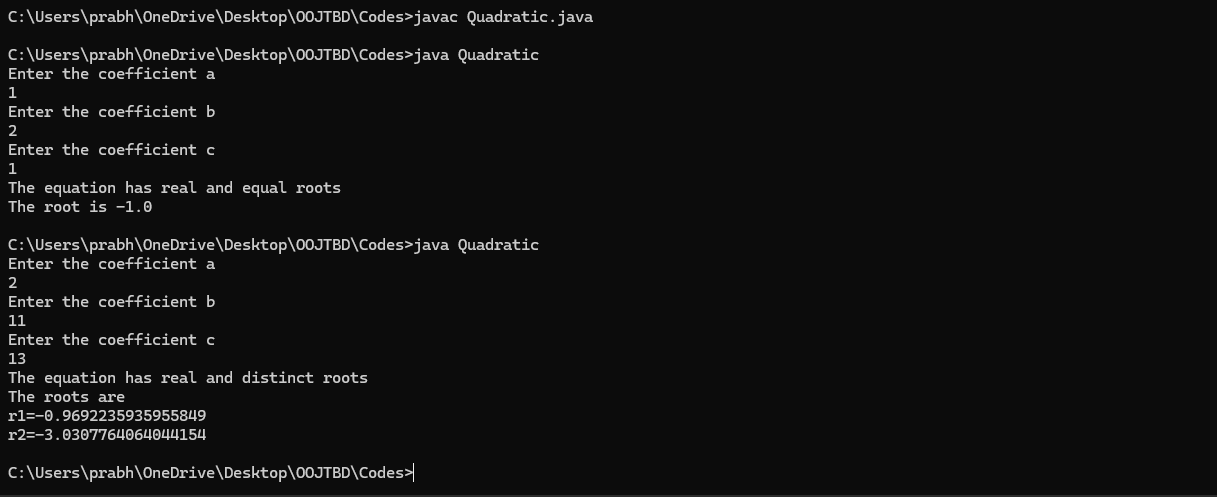 C:\Users\prabh\OneDrive\Desktop\OOJTBD\Codes>javac Quadratic.java
C:\Users\prabh\OneDrive\Desktop\OOJTBD\Codes>java Quadratic
Enter the coefficient a
1
Enter the coefficient b
2
Enter the coefficient c
1
The equation has real and equal roots
The root is -1.0
C:\Users\prabh\OneDrive\Desktop\OOJTBD\Codes>java Quadratic
Enter the coefficient a
2
Enter the coefficient b
11
Enter the coefficient c
13
The equation has real and distinct roots
The roots are
r1=-0.9692235935955849
r2=-3.0307764064044154
C:\Users\prabh\OneDrive\Desktop\OOJTBD\Codes>